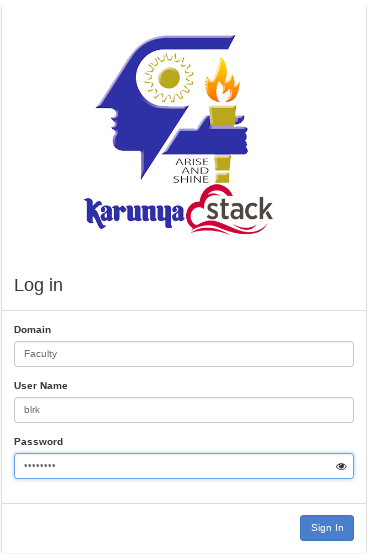 ARISE
AND
SHINE
Karunya stack
Log in
Domain
Faculty
User Name
blrk
Password
••••••••
Sign In